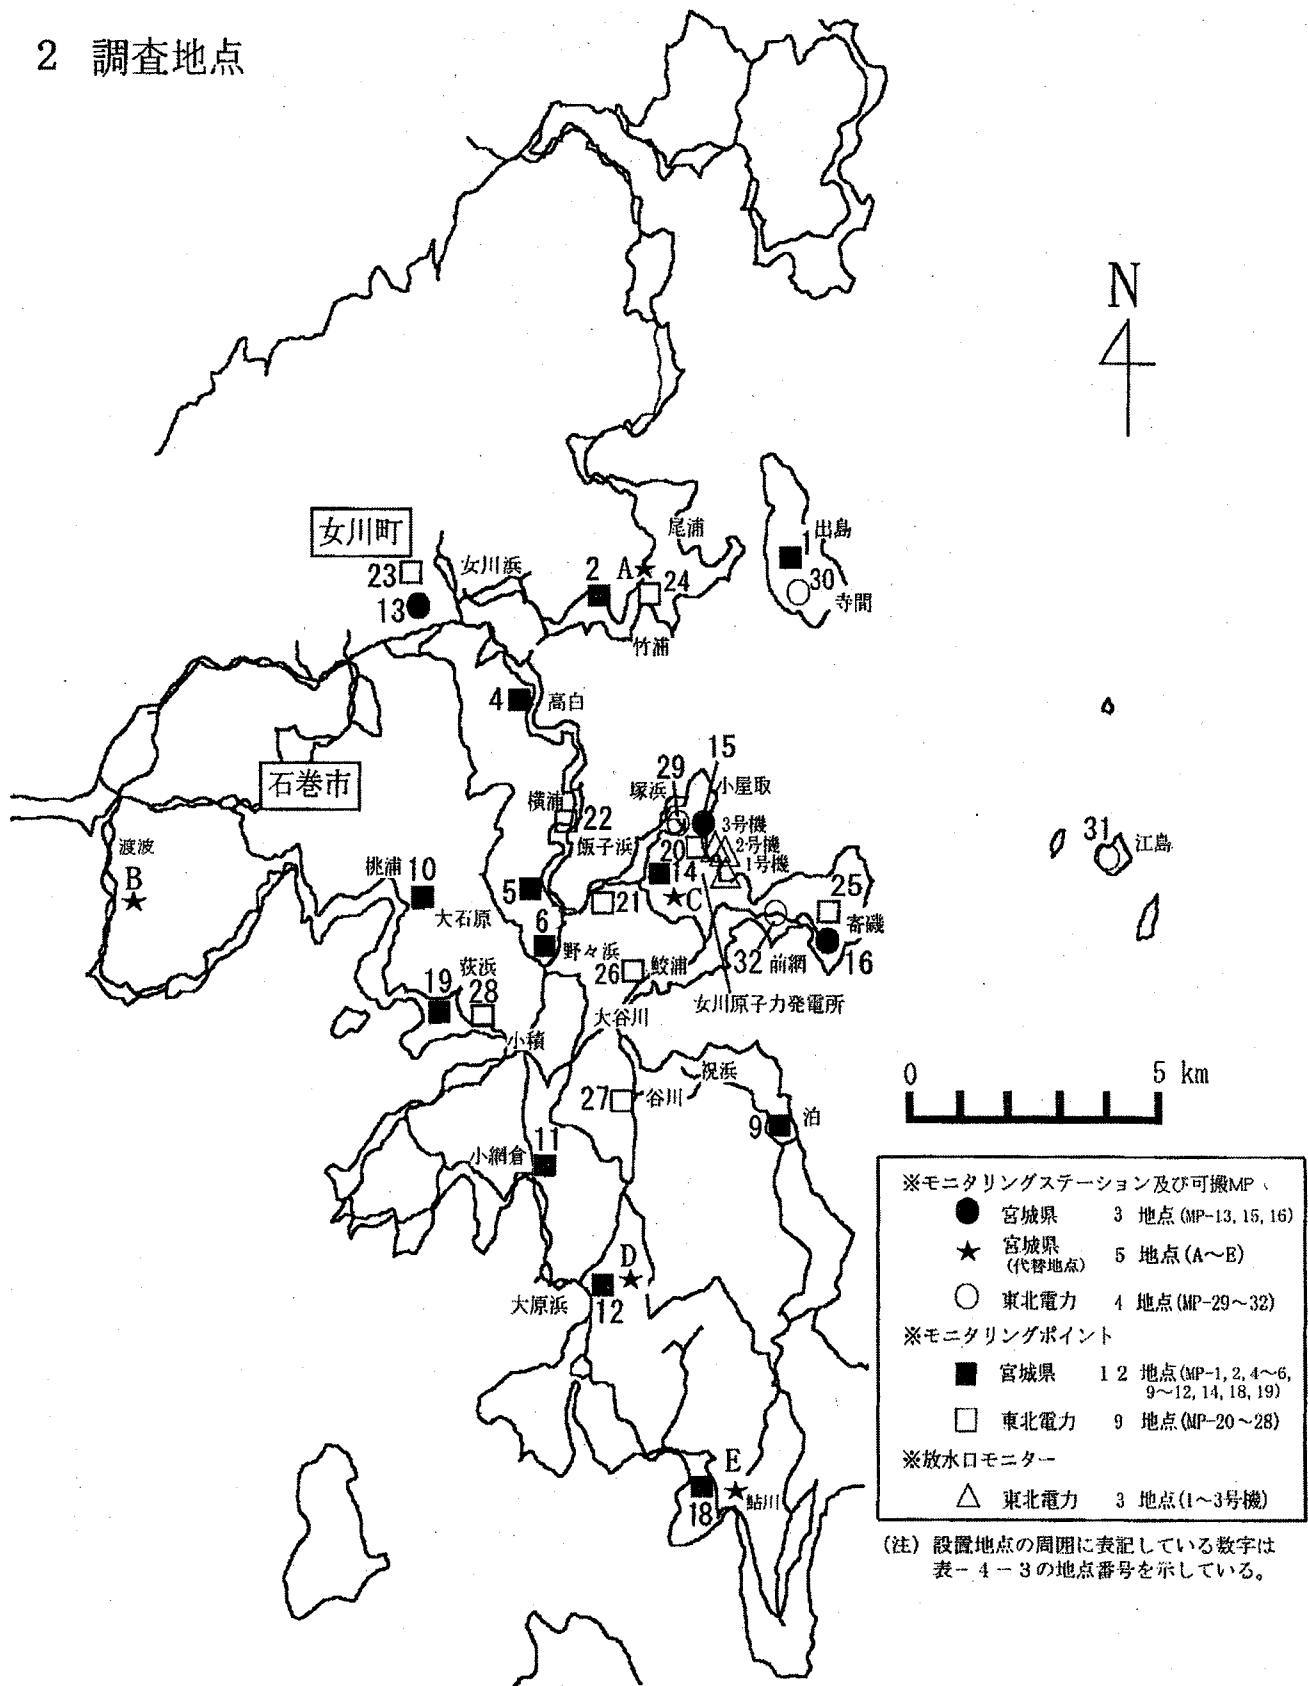 2 調査地点
N
女川町
23
13
女川浜
2
A
尾浦
24
竹浦
1
出島
30
寺間
4
高白
石巻市
渡波
B
桃浦
10
大石原
横浦
22
飯子浜
5
6
野々浜
塚浜
29
15
小屋取
3号機
2号機
1号機
20
14
C
21
25
寄磯
16
32
前網
31
江島
26
鮫浦
女川原子力発電所
大谷川
19
荻浜
28
小積
祝浜
27
谷川
9
泊
11
小網倉
D
12
大原浜
E
18
鮎川
0 5 km
※モニタリングステーション及び可搬MP
宮城県 3 地点(MP-13, 15, 16)
宮城県 5 地点(A～E)
(代替地点)
東北電力 4 地点(MP-29～32)
※モニタリングポイント
宮城県 12 地点(MP-1, 2, 4～6,
9～12, 14, 18, 19)
東北電力 9 地点(MP-20～28)
※放水口モニター
東北電力 3 地点(1～3号機)
(注) 設置地点の周囲に表記している数字は
表-4-3の地点番号を示している。